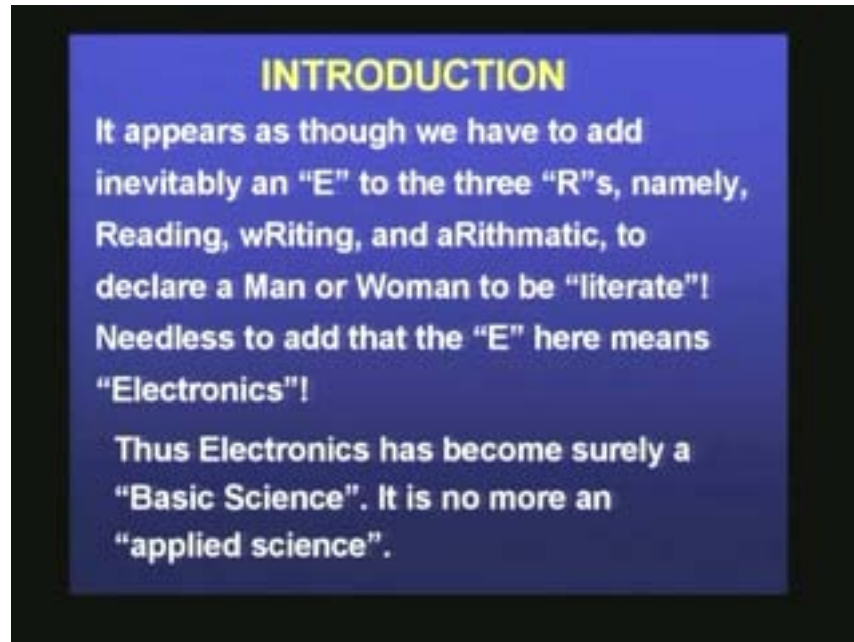 INTRODUCTION
It appears as though we have to add
inevitably an “E” to the three “R”s, namely,
Reading, wRiting, and aRithmatic, to
declare a Man or Woman to be “literate”!
Needless to add that the “E” here means
“Electronics”!
Thus Electronics has become surely a
“Basic Science”. It is no more an
“applied science”.